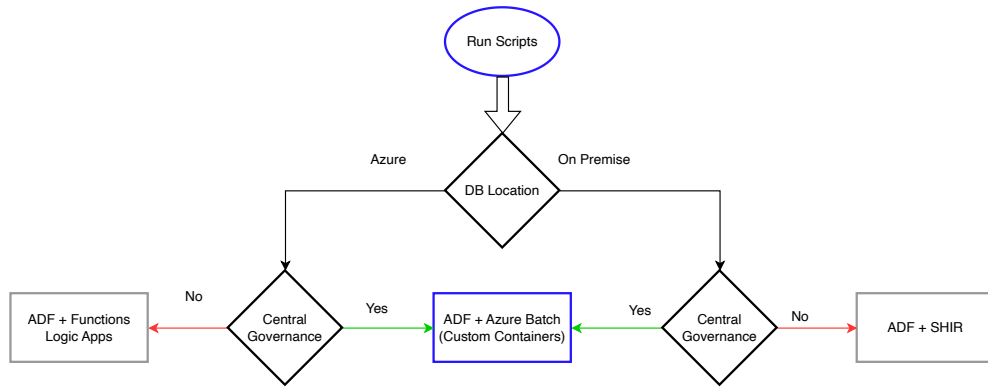 Run Scripts
Azure
On Premise
DB Location
No
Yes
Yes
No
ADF + Functions
Logic Apps
Central
Governance
ADF + Azure Batch
(Custom Containers)
Central
Governance
ADF + SHIR